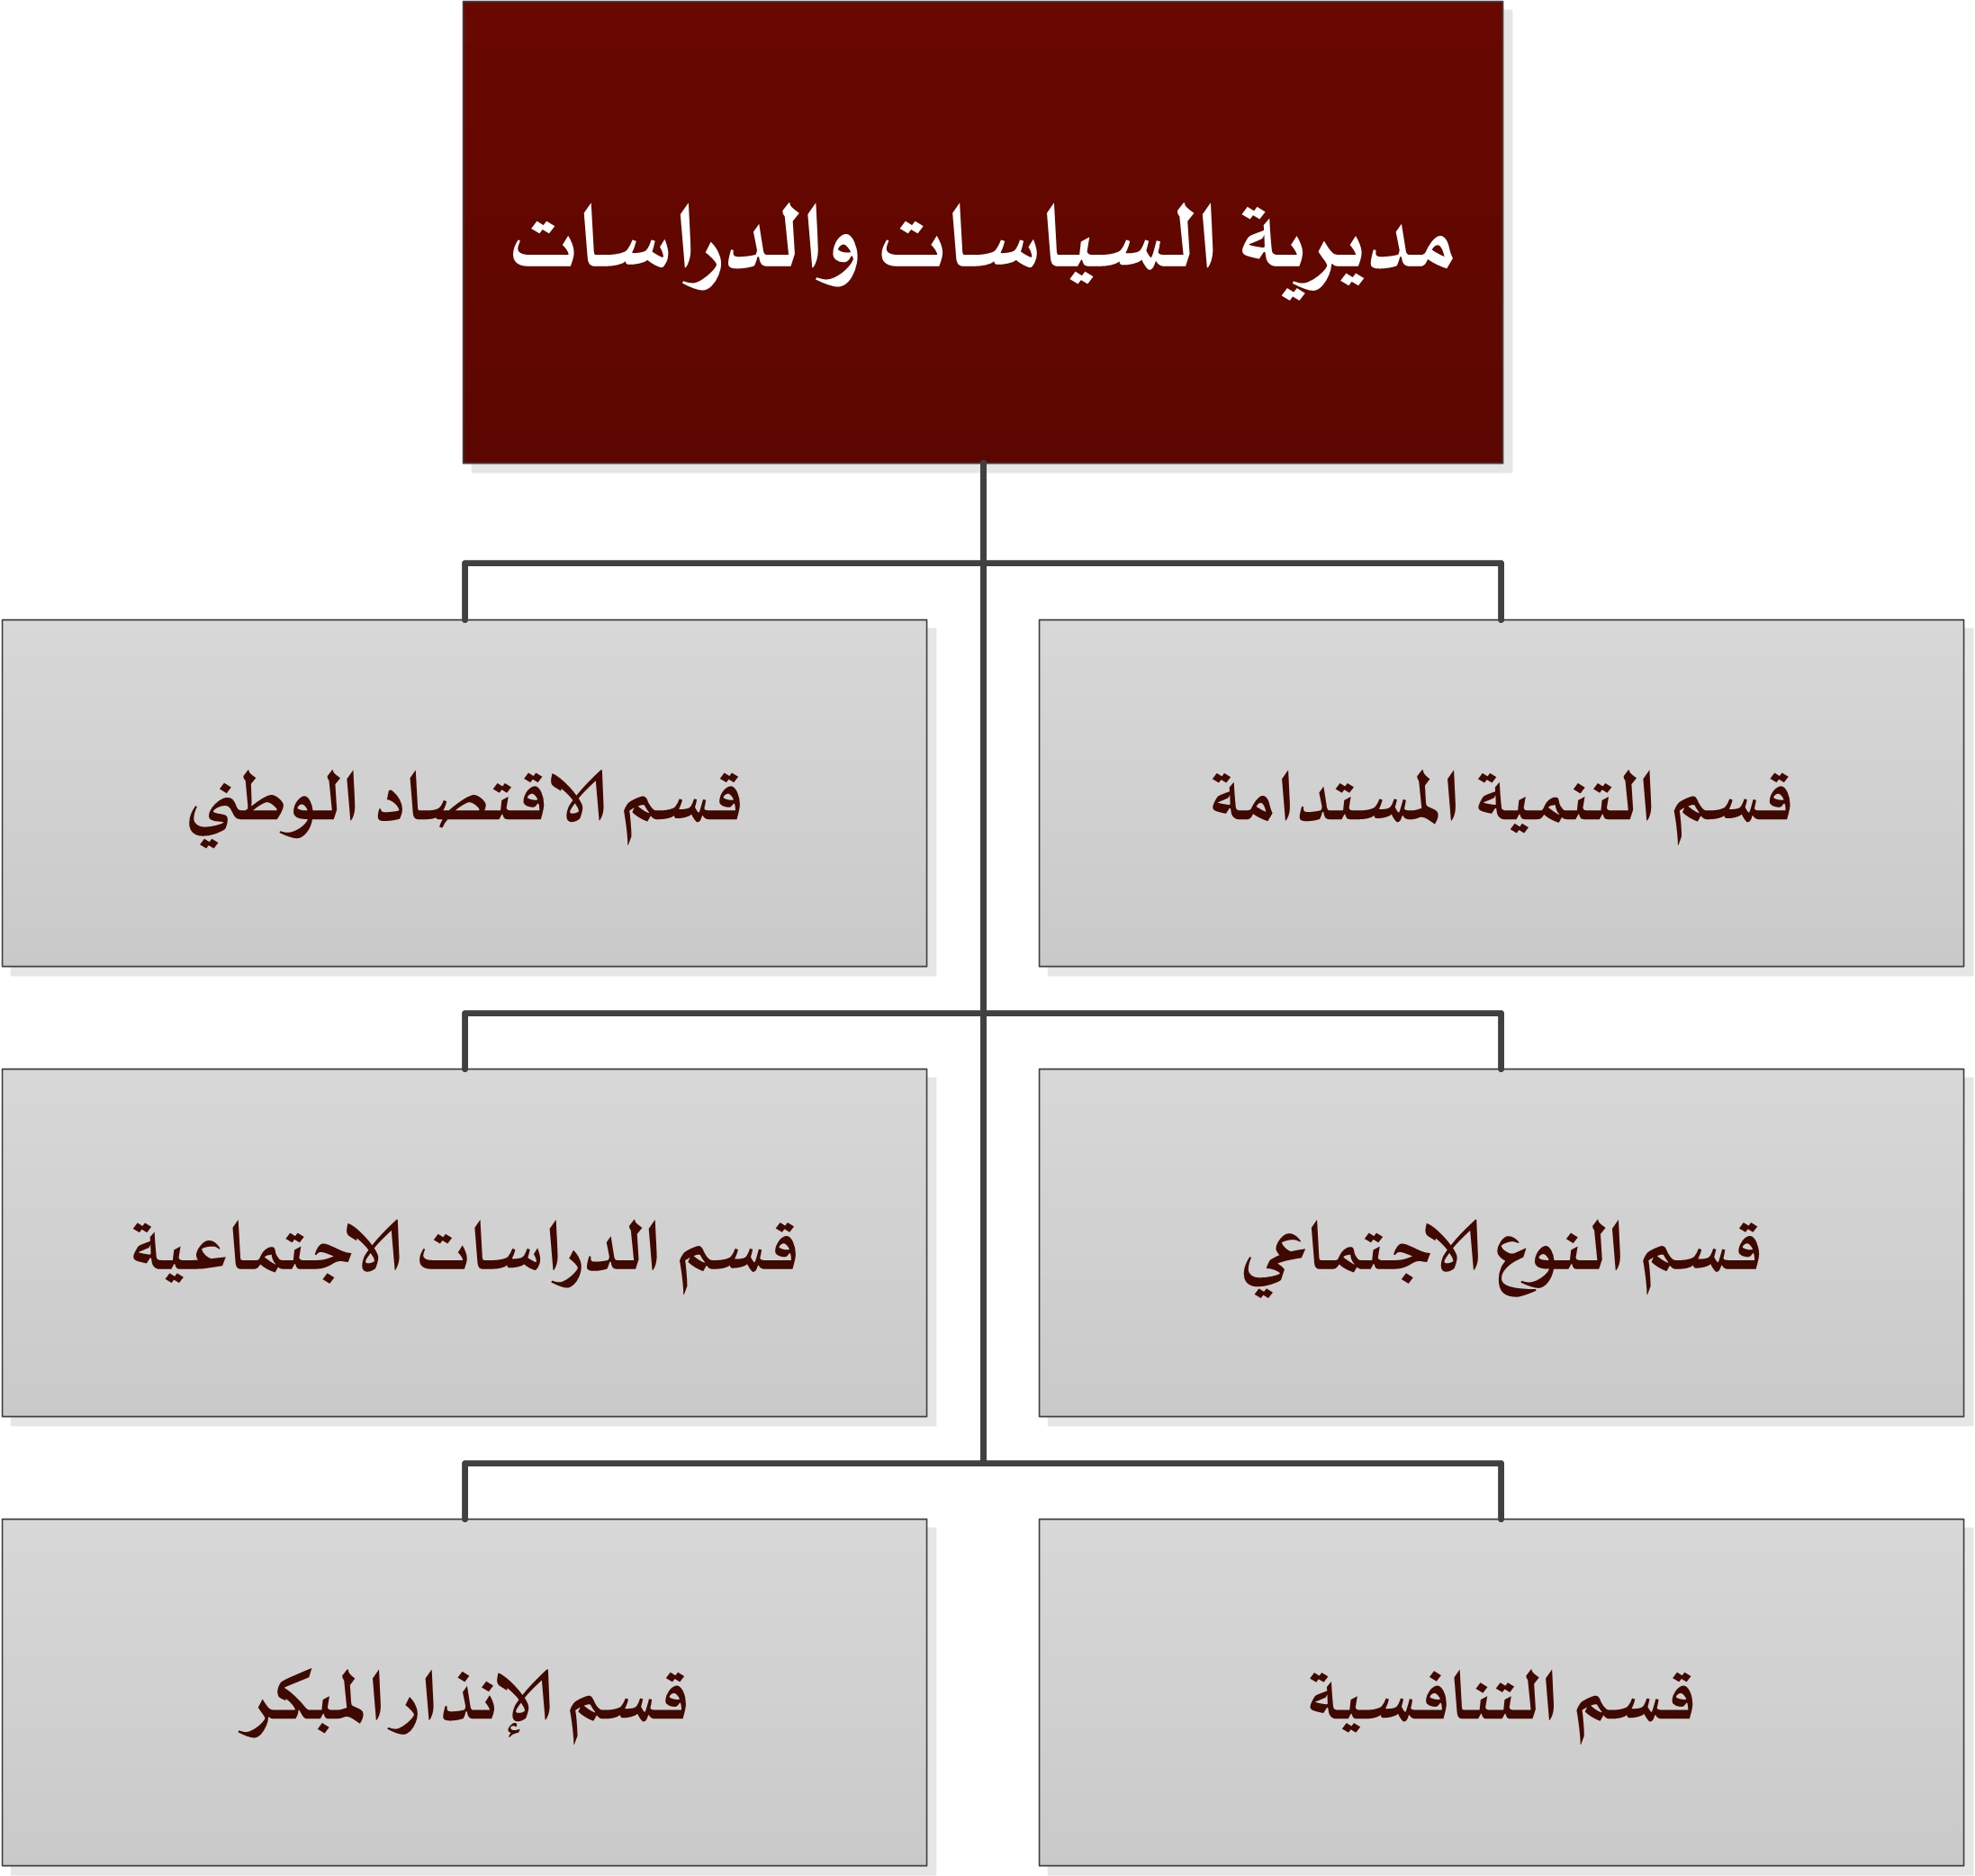 مديرية السياسات والدراسات
قسم التنمية المستدامة
قسم الاقتصاد الوطني
قسم النوع الاجتماعي
قسم الدراسات الاجتماعية
قسم التنافسية
قسم الإنذار المبكر